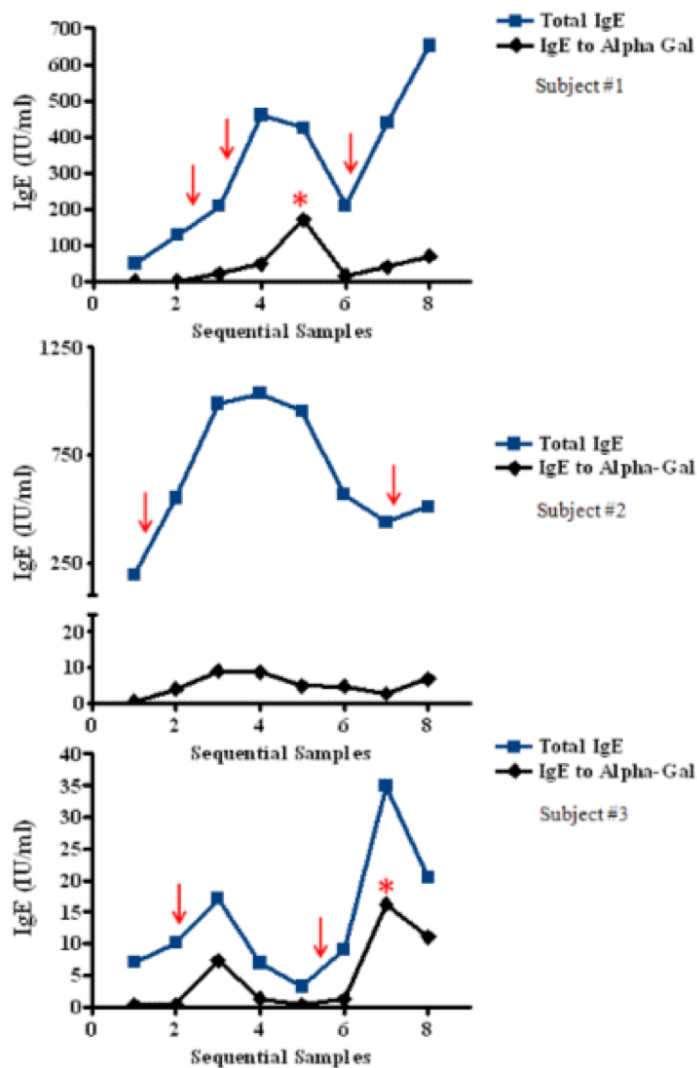 Total IgE
IgE to Alpha Gal
Subject #1
IgE (IU/ml)
700
600
500
400
300
200
100
0
*
0 2 4 6 8
Sequential Samples
Total IgE
IgE to Alpha-Gal
Subject #2
IgE (IU/ml)
1250
750
250
20
10
0
0 2 4 6 8
Sequential Samples
Total IgE
IgE to Alpha-Gal
Subject #3
IgE (IU/ml)
40
35
30
25
20
15
10
5
0
*
0 2 4 6 8
Sequential Samples